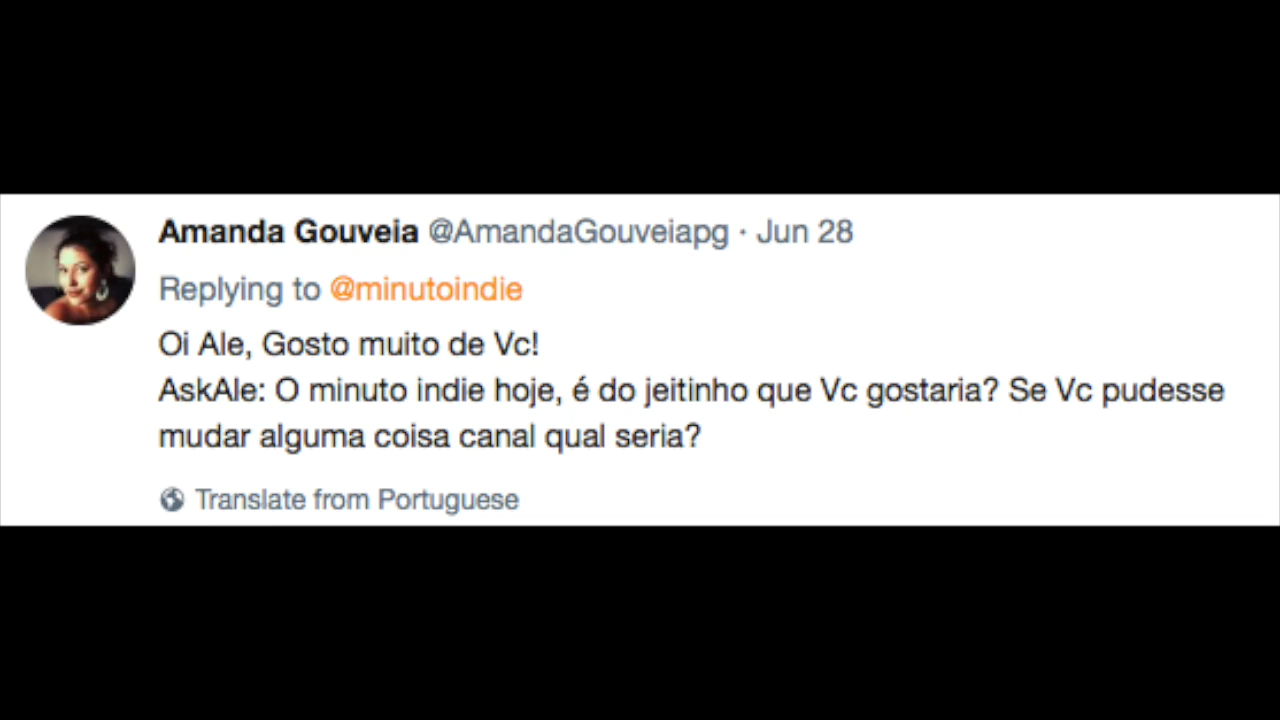 Amanda Gouveia @AmandaGouveiapg · Jun 28
Replying to @minutoindie
Oi Ale, Gosto muito de Vc!
AskAle: O minuto indie hoje, é do jeitinho que Vc gostaria? Se Vc pudesse
mudar alguma coisa canal qual seria?
Translate from Portuguese